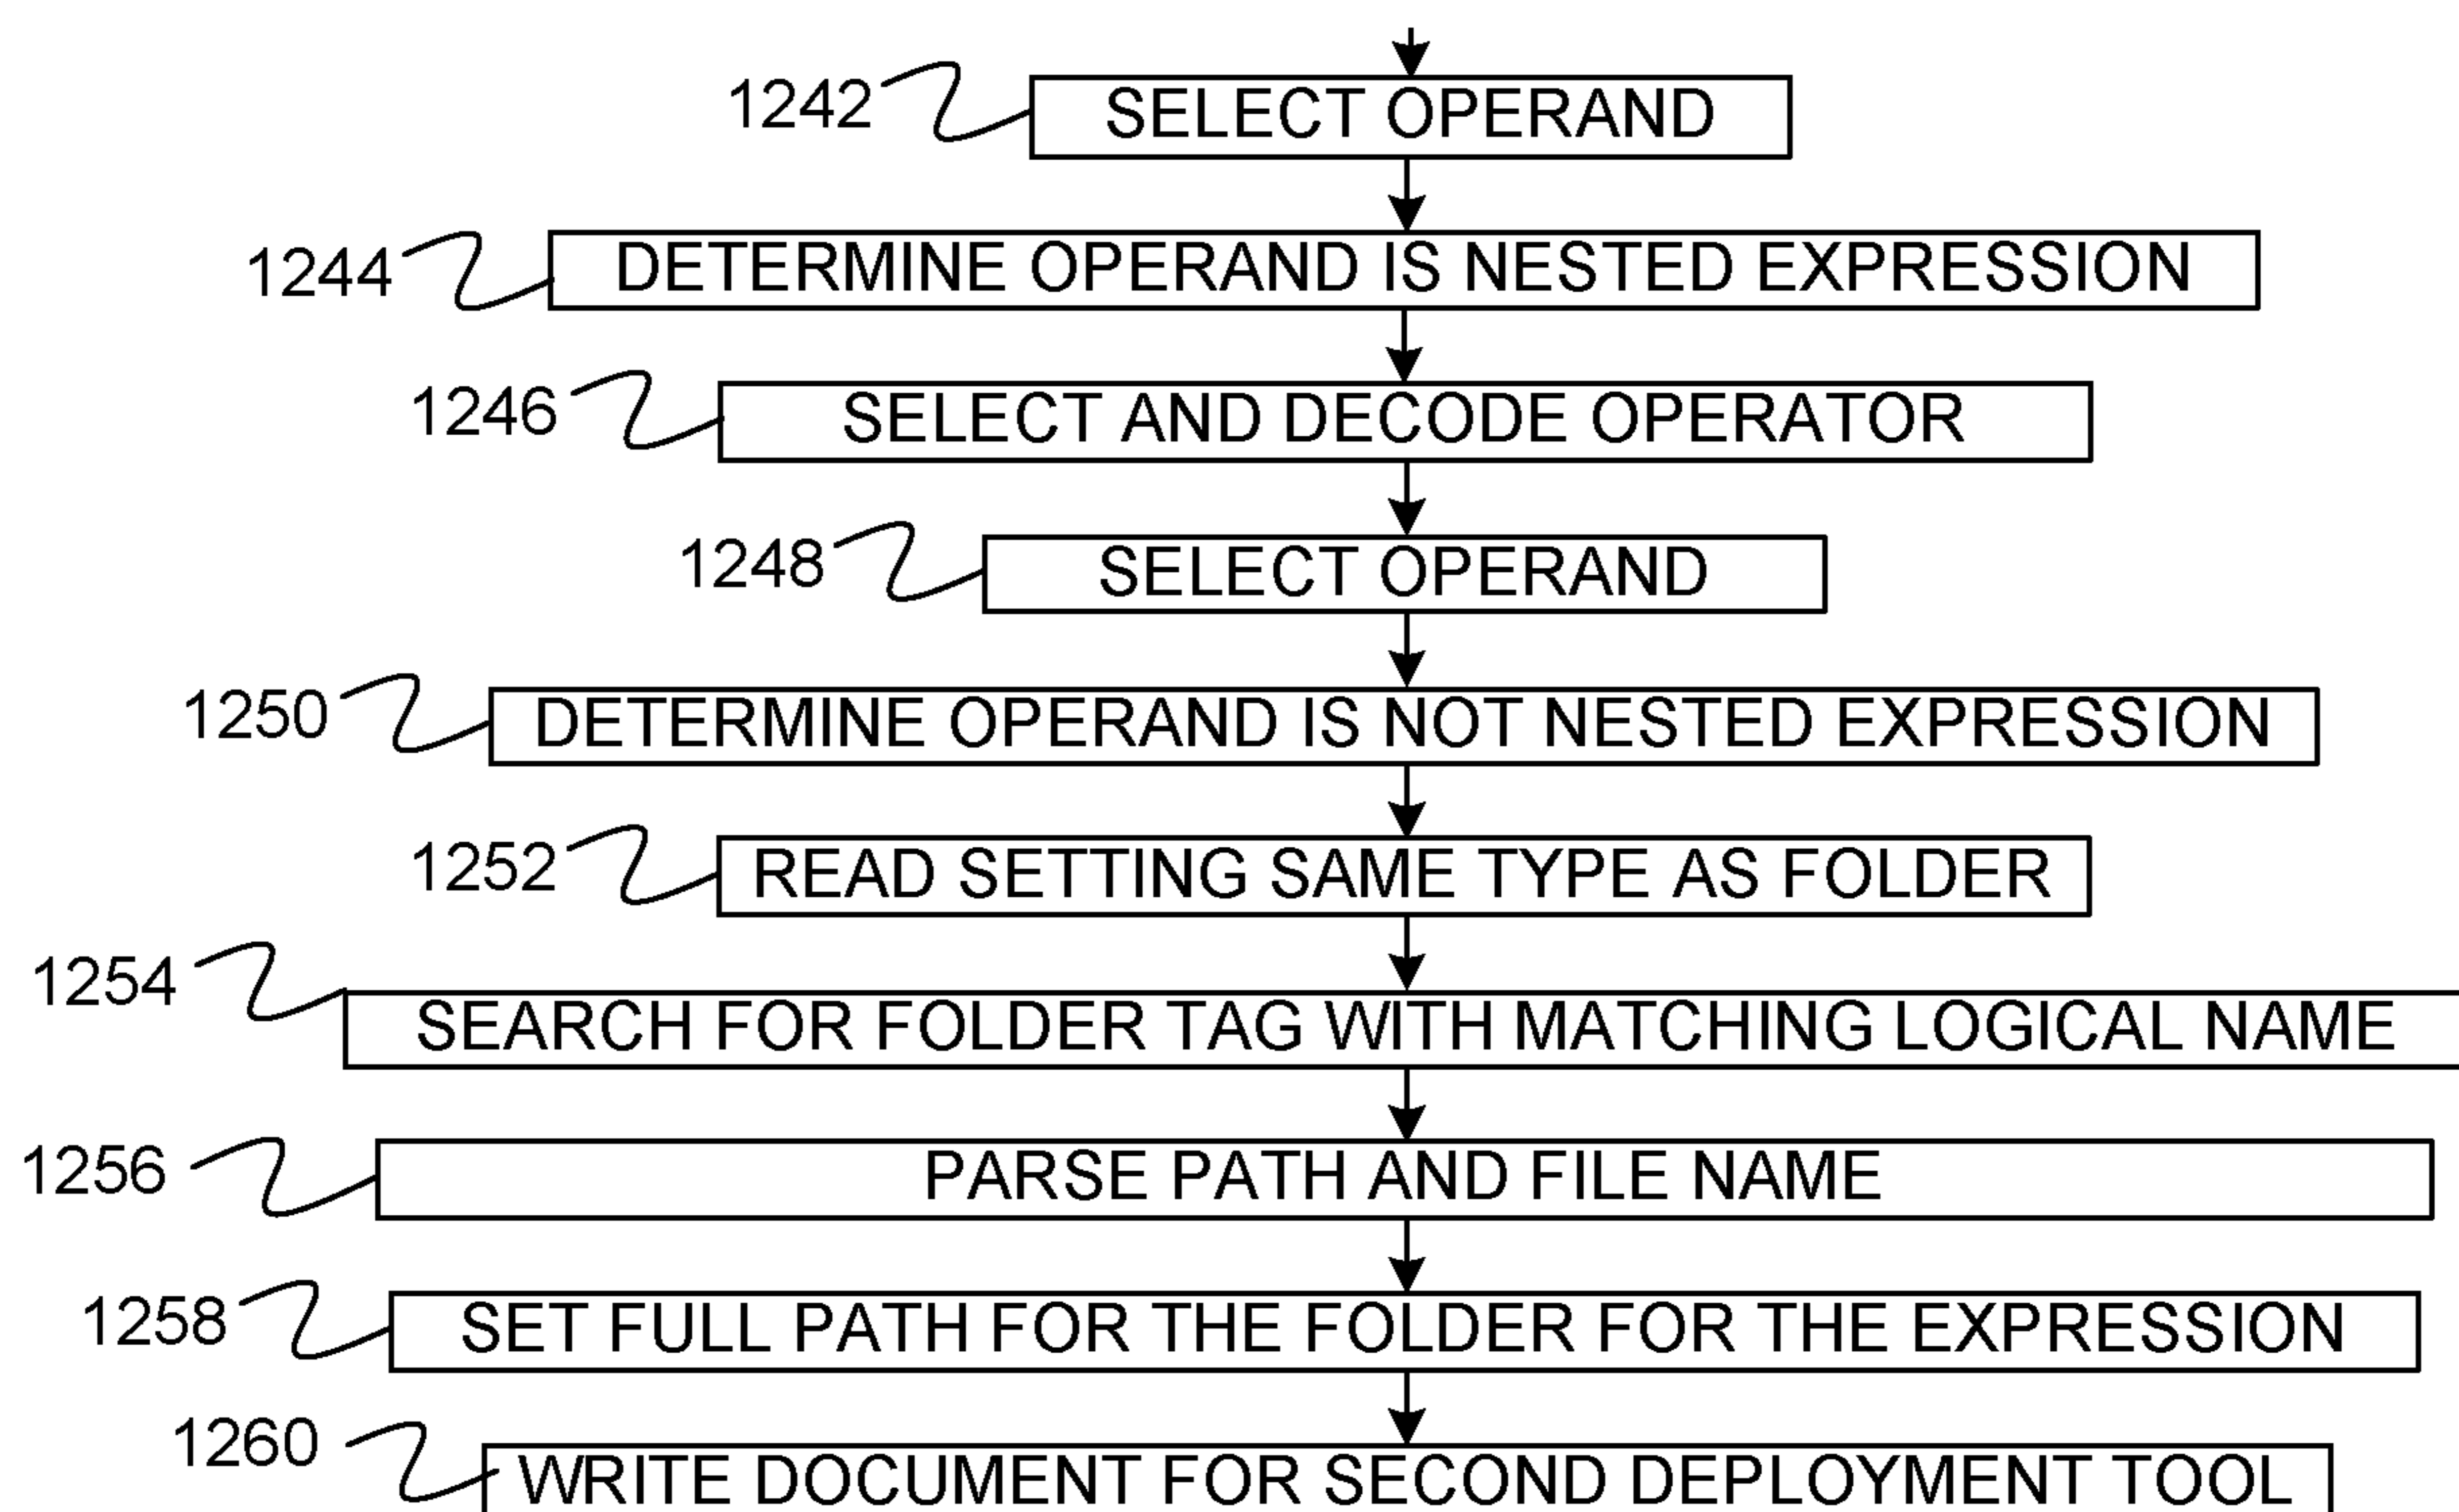 1242 SELECT OPERAND
1244 DETERMINE OPERAND IS NESTED EXPRESSION
1246 SELECT AND DECODE OPERATOR
1248 SELECT OPERAND
1250 DETERMINE OPERAND IS NOT NESTED EXPRESSION
1252 READ SETTING SAME TYPE AS FOLDER
1254 SEARCH FOR FOLDER TAG WITH MATCHING LOGICAL NAME
1256 PARSE PATH AND FILE NAME
1258 SET FULL PATH FOR THE FOLDER FOR THE EXPRESSION
1260 WRITE DOCUMENT FOR SECOND DEPLOYMENT TOOL